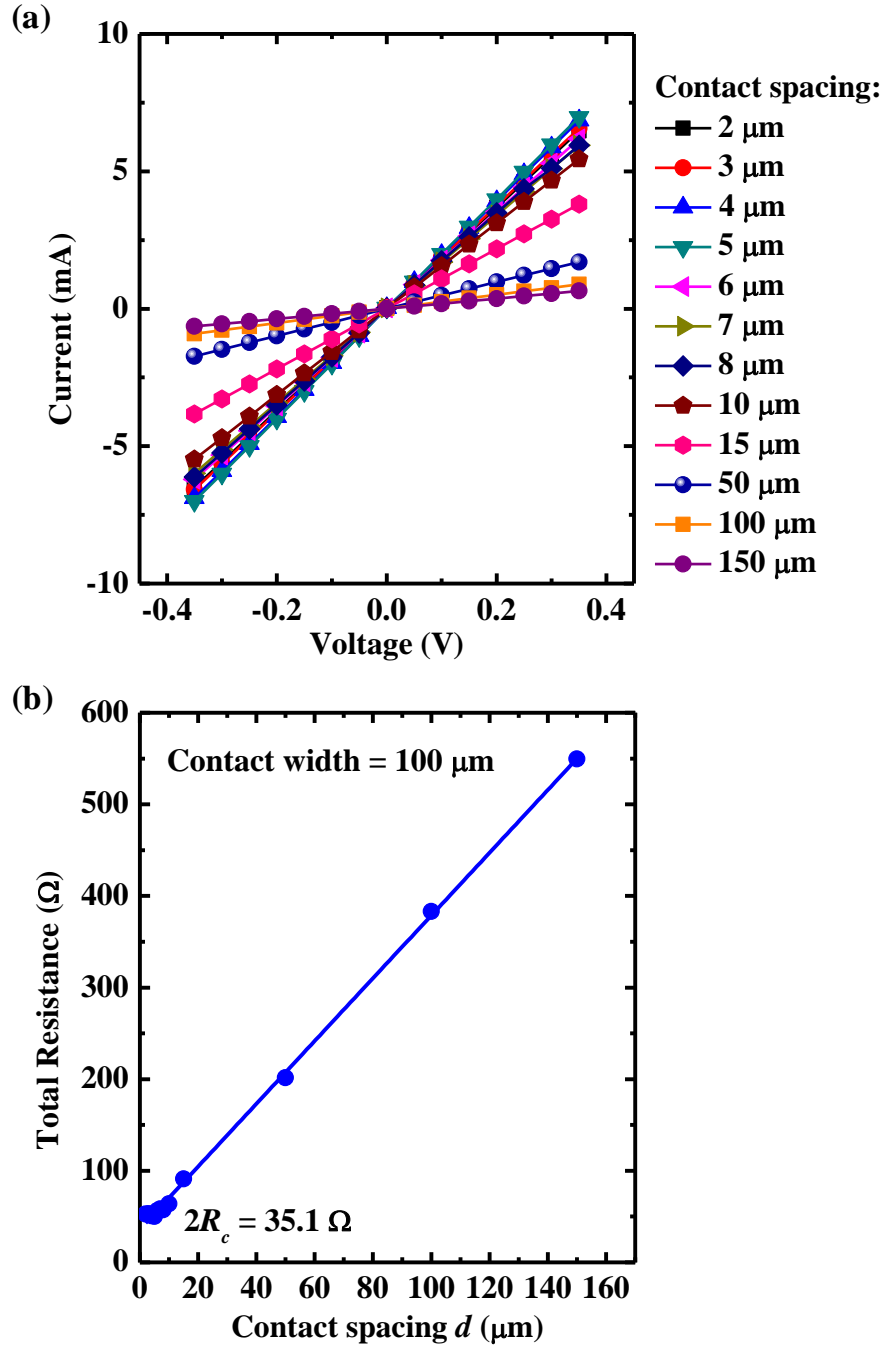 (a)
10
5
0
-5
-10
Current (mA)
-0.4 -0.2 0.0 0.2 0.4
Voltage (V)
Contact spacing:
2 μm
3 μm
4 μm
5 μm
6 μm
7 μm
8 μm
10 μm
15 μm
50 μm
100 μm
150 μm
(b)
600
500
400
300
200
100
0
Total Resistance (Ω)
Contact width = 100 μm
2Rc = 35.1 Ω
0 20 40 60 80 100 120 140 160
Contact spacing d (μm)